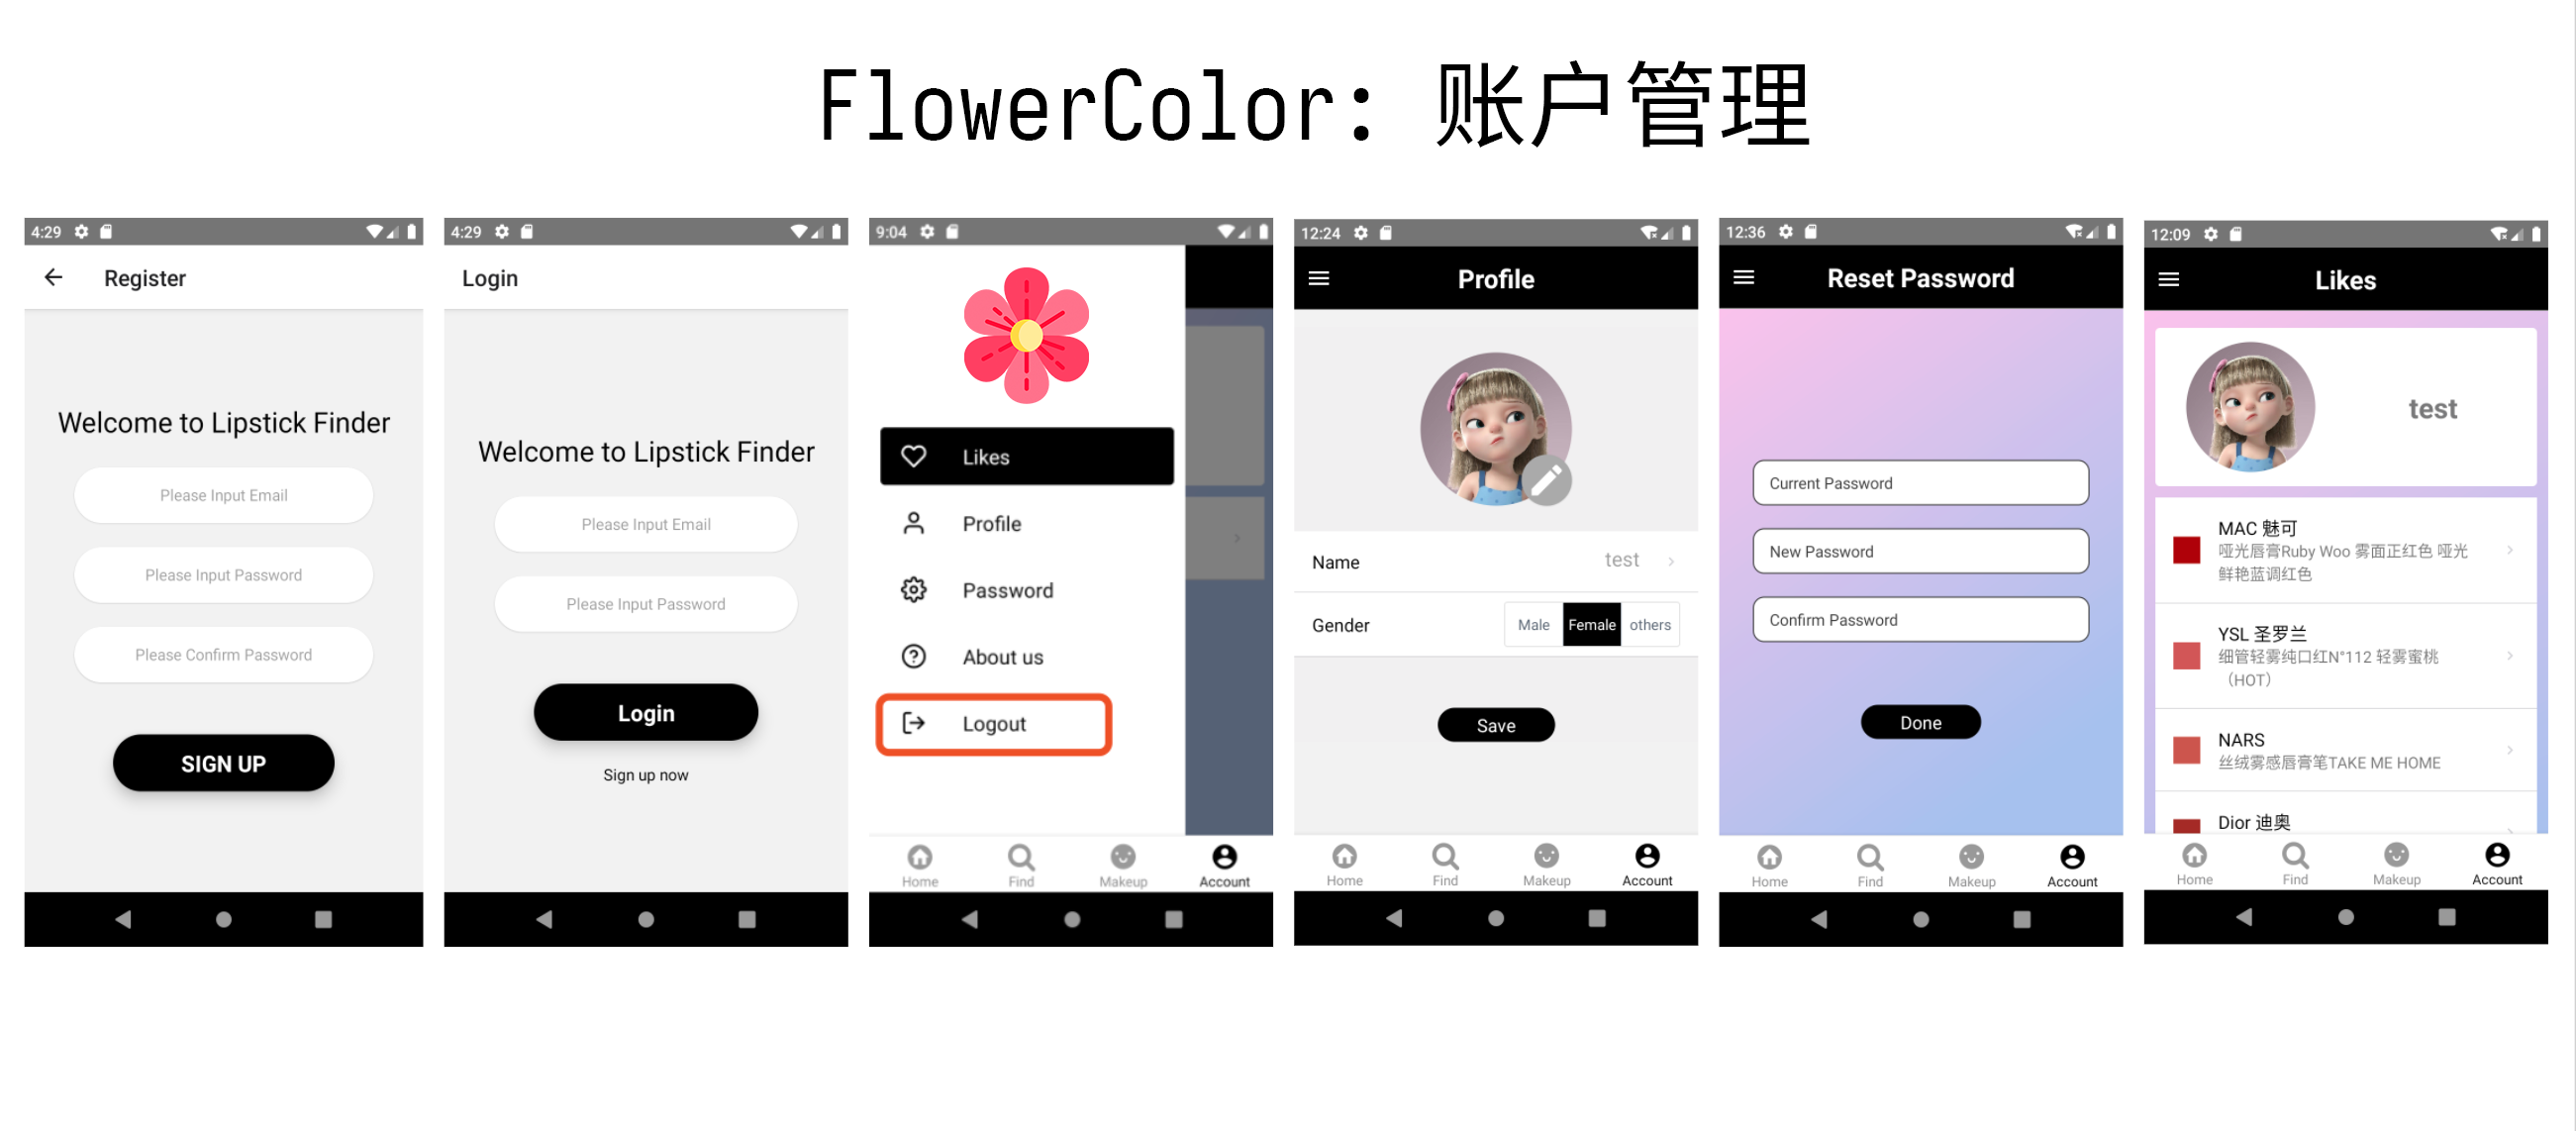 FlowerColor: 账户管理
4:29
Register
Welcome to Lipstick Finder
Please Input Email
Please Input Password
Please Confirm Password
SIGN UP
4:29
Login
Welcome to Lipstick Finder
Please Input Email
Please Input Password
Login
Sign up now
9:04
Likes
Profile
Password
About us
Logout
Home Find Makeup Account
12:24
Profile
Name test
Gender Male Female others
Save
Home Find Makeup Account
12:36
Reset Password
Current Password
New Password
Confirm Password
Done
Home Find Makeup Account
12:09
Likes
test
MAC 魅可
哑光唇膏Ruby Woo 雾面正红色 哑光
鲜艳蓝调红色
YSL 圣罗兰
细管轻雾纯口红N°112 轻雾蜜桃
（HOT）
NARS
丝绒雾感唇膏笔TAKE ME HOME
Dior 迪奥
Home Find Makeup Account